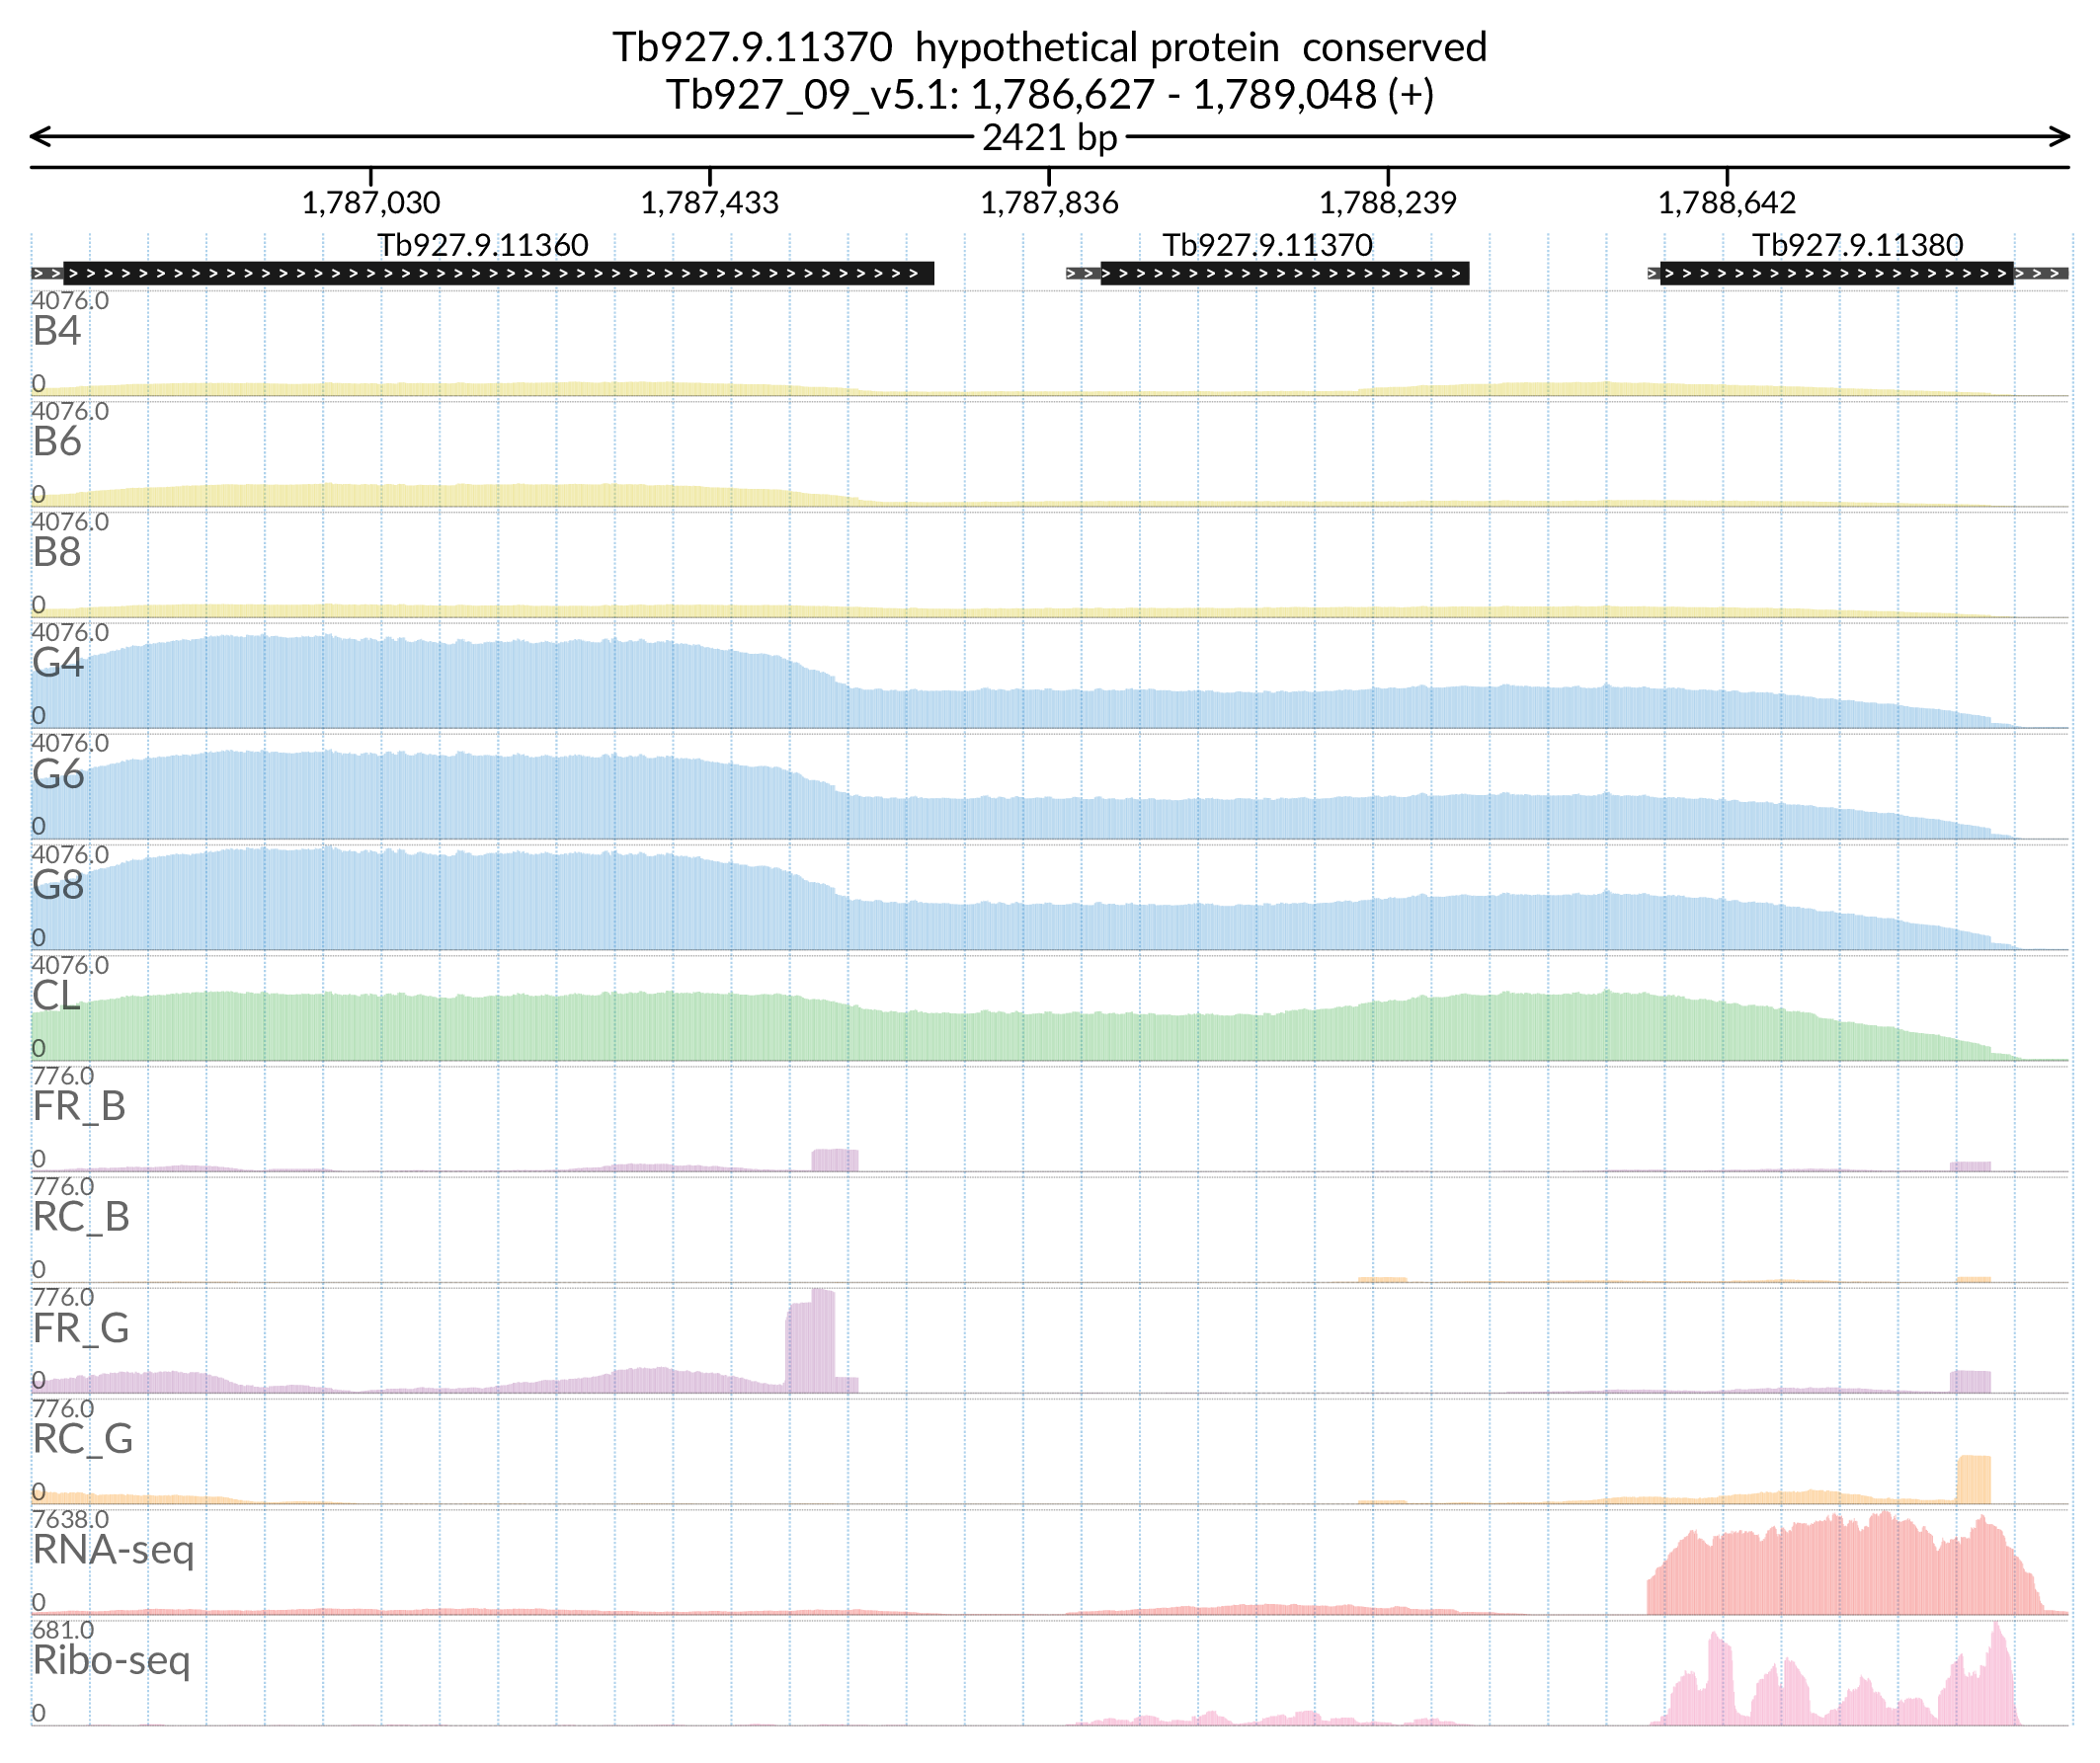 Tb927.9.11370 hypothetical protein conserved
Tb927_09_v5.1: 1,786,627 - 1,789,048 (+)
2421 bp
1,787,030 1,787,433 1,787,836 1,788,239 1,788,642
Tb927.9.11360 Tb927.9.11370 Tb927.9.11380
4076.0
B4
0
4076.0
B6
0
4076.0
B8
0
4076.0
G4
0
4076.0
G6
0
4076.0
G8
0
4076.0
CL
0
776.0
FR_B
0
776.0
RC_B
0
776.0
FR_G
0
776.0
RC_G
0
7638.0
RNA-seq
0
681.0
Ribo-seq
0